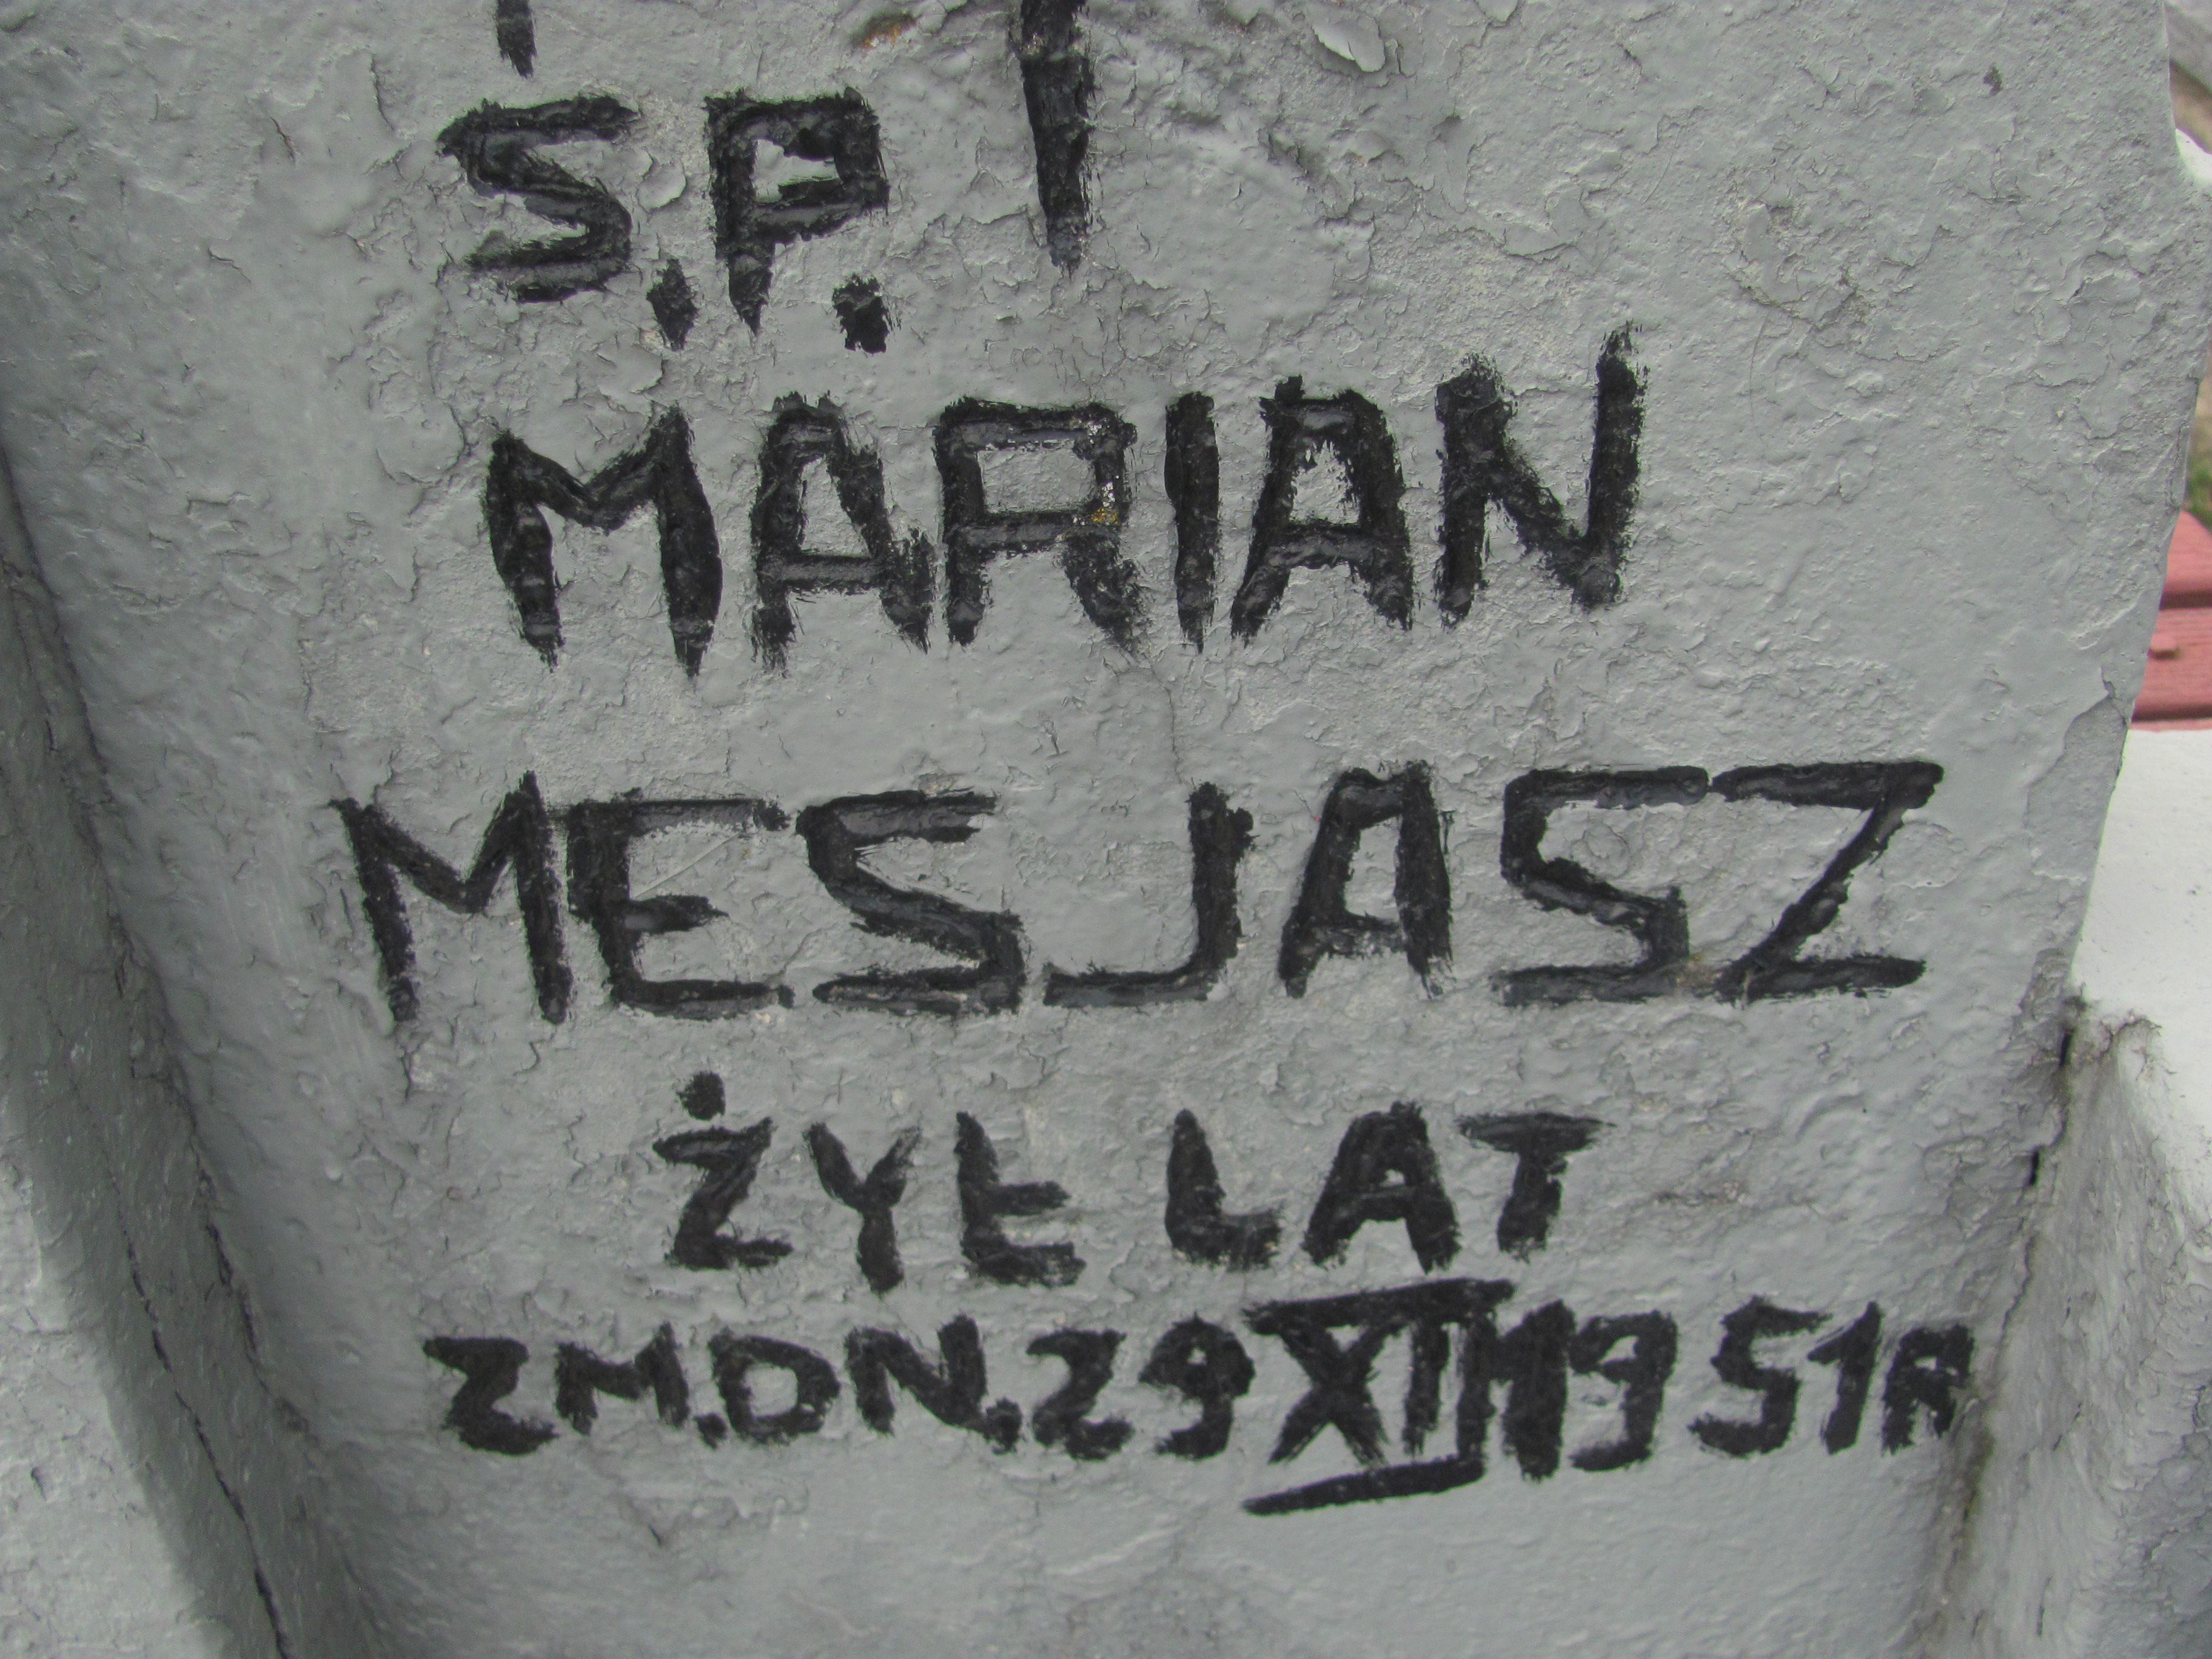 Ś.P.
MARIAN
MESJASZ
ŻYŁ LAT
ZM.DN.29 XII 1951R